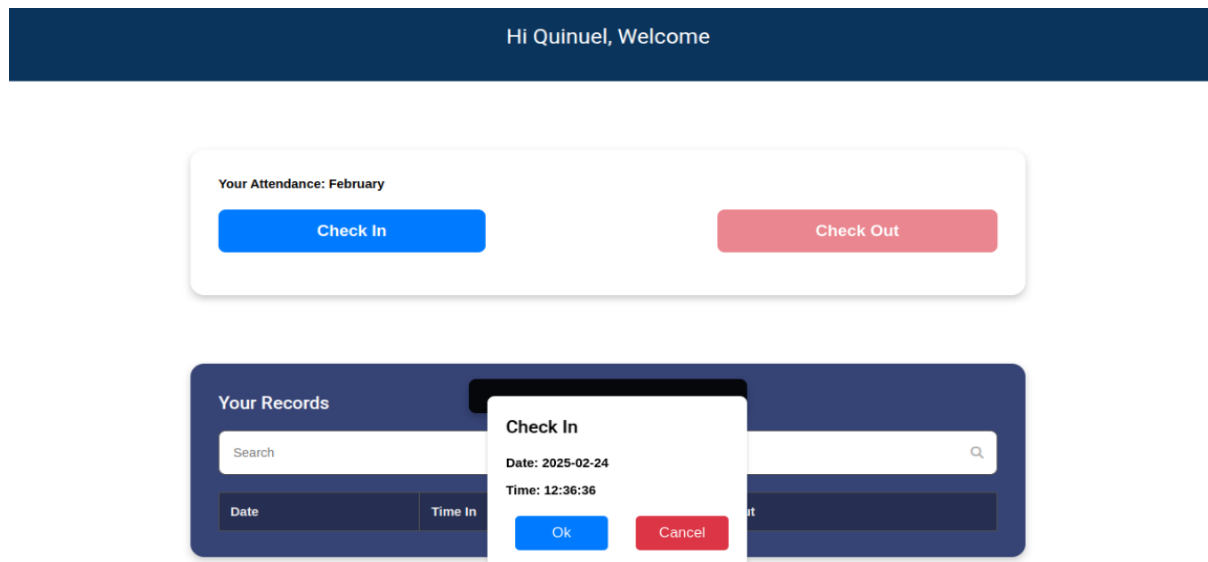 Hi Quinuel, Welcome
Your Attendance: February
Check In Check Out
Your Records
Search
Check In
Date: 2025-02-24
Time: 12:36:36
Ok Cancel
Date Time In